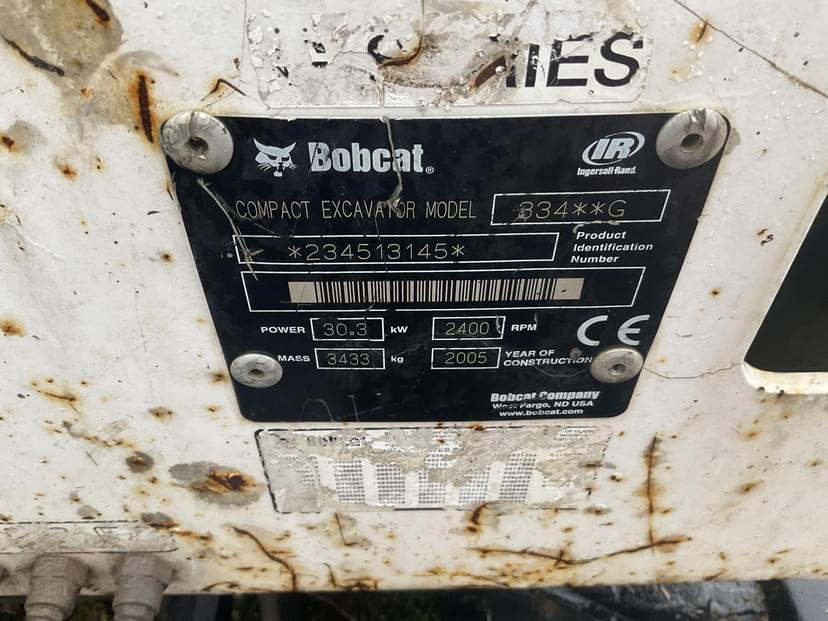 Bobcat®
IR
Ingersoll-Rand
COMPACT EXCAVATOR MODEL 334**G
*234513145* Product
Identification
Number
POWER 30.3 kW 2400 RPM
CE
MASS 3433 kg 2005 YEAR OF
CONSTRUCTION
Bobcat Company
West Fargo, ND USA
www.bobcat.com